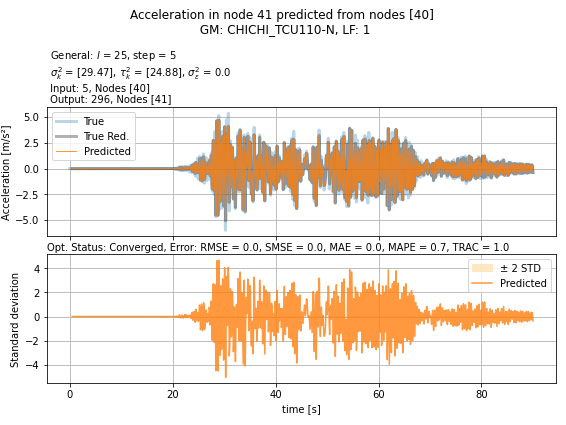 Acceleration in node 41 predicted from nodes [40]
GM: CHICHI_TCU110-N, LF: 1
General: l = 25, step = 5
σ²ₖ = [29.47], τ²ₖ = [24.88], σ²ε = 0.0
Input: 5, Nodes [40]
Output: 296, Nodes [41]
Acceleration [m/s²]
5.0
2.5
0.0
−2.5
−5.0
True
True Red.
Predicted
Opt. Status: Converged, Error: RMSE = 0.0, SMSE = 0.0, MAE = 0.0, MAPE = 0.7, TRAC = 1.0
Standard deviation
4
2
0
−2
−4
± 2 STD
Predicted
0 20 40 60 80
time [s]